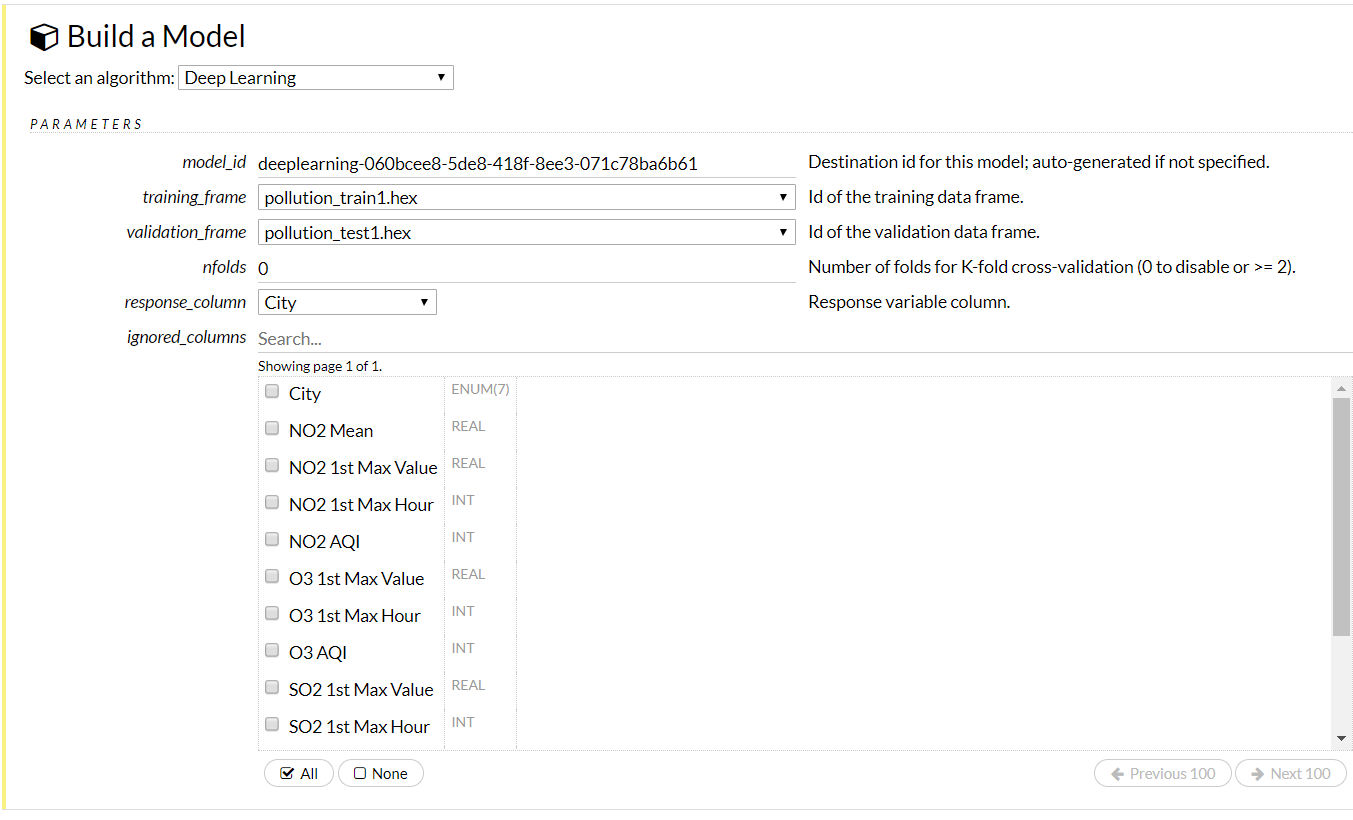 Build a Model
Select an algorithm: Deep Learning
PARAMETERS
model_id deeplearning-060bcee8-5de8-418f-8ee3-071c78ba6b61 Destination id for this model; auto-generated if not specified.
training_frame pollution_train1.hex Id of the training data frame.
validation_frame pollution_test1.hex Id of the validation data frame.
nfolds 0 Number of folds for K-fold cross-validation (0 to disable or >= 2).
response_column City Response variable column.
ignored_columns Search...
Showing page 1 of 1.
City ENUM(7)
NO2 Mean REAL
NO2 1st Max Value REAL
NO2 1st Max Hour INT
NO2 AQI INT
O3 1st Max Value REAL
O3 1st Max Hour INT
O3 AQI INT
SO2 1st Max Value REAL
SO2 1st Max Hour INT
All None Previous 100 Next 100